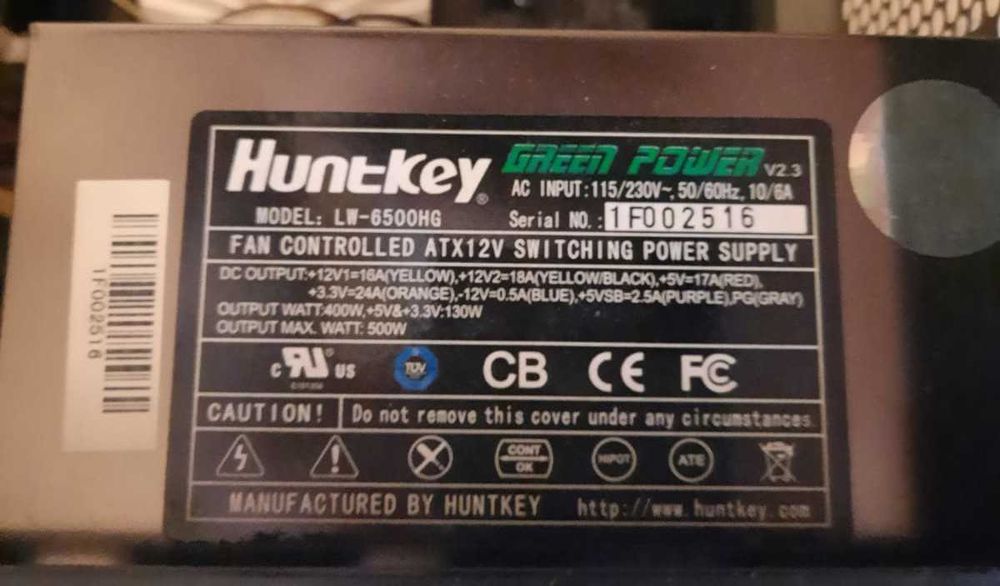 Huntkey® GREEN POWER V2.3
AC INPUT:115/230V~, 50/60Hz, 10/6A
MODEL: LW-6500HG Serial NO.: 1F002516
FAN CONTROLLED ATX12V SWITCHING POWER SUPPLY
DC OUTPUT:+12V1=16A(YELLOW),+12V2=18A(YELLOW/BLACK),+5V=17A(RED),
+3.3V=24A(ORANGE),-12V=0.5A(BLUE),+5VSB=2.5A(PURPLE),PG(GRAY)
OUTPUT WATT:400W,+5V&+3.3V:130W
OUTPUT MAX. WATT: 500W
c RU® US TUV CB CE FC
CAUTION! Do not remove this cover under any circumstances
CONT OK HIPOT ATE
MANUFACTURED BY HUNTKEY http://www.huntkey.com
1F002516